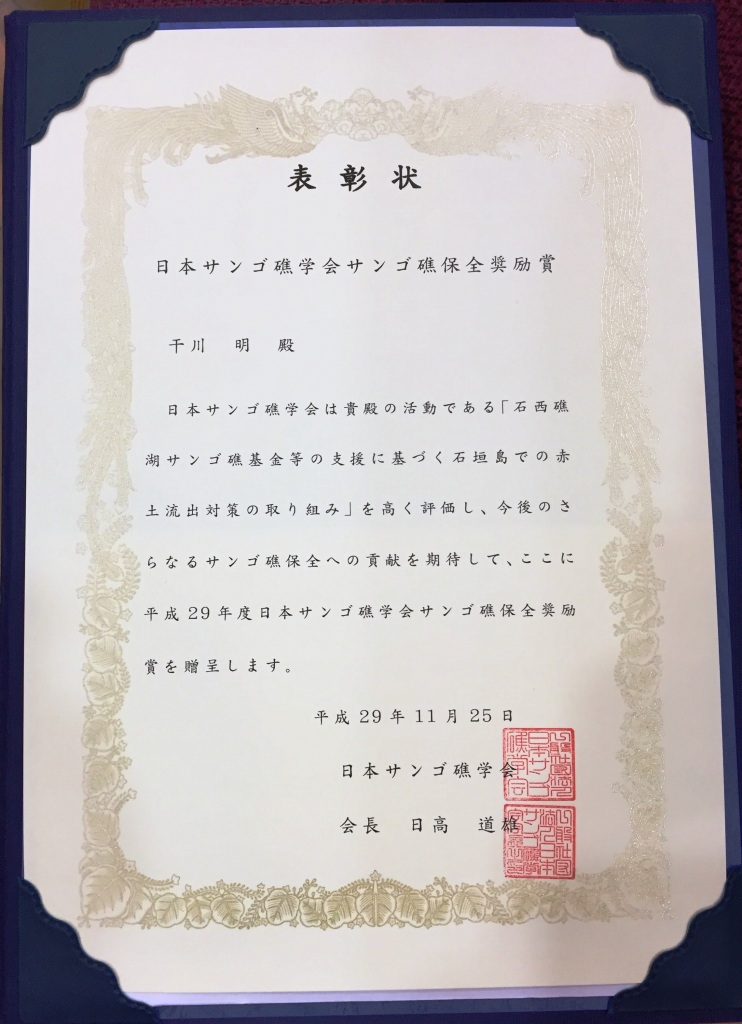 表彰状
日本サンゴ礁学会サンゴ礁保全奨励賞
干川 明 殿
日本サンゴ礁学会は貴殿の活動である「石西礁
湖サンゴ礁基金等の支援に基づく石垣島での赤
土流出対策の取り組み」を高く評価し、今後のさ
らなるサンゴ礁保全への貢献を期待して、ここに
平成29年度日本サンゴ礁学会サンゴ礁保全奨励
賞を贈呈します。
平成 29 年 11 月 25 日
日本サンゴ礁学会
会長 日高 道雄